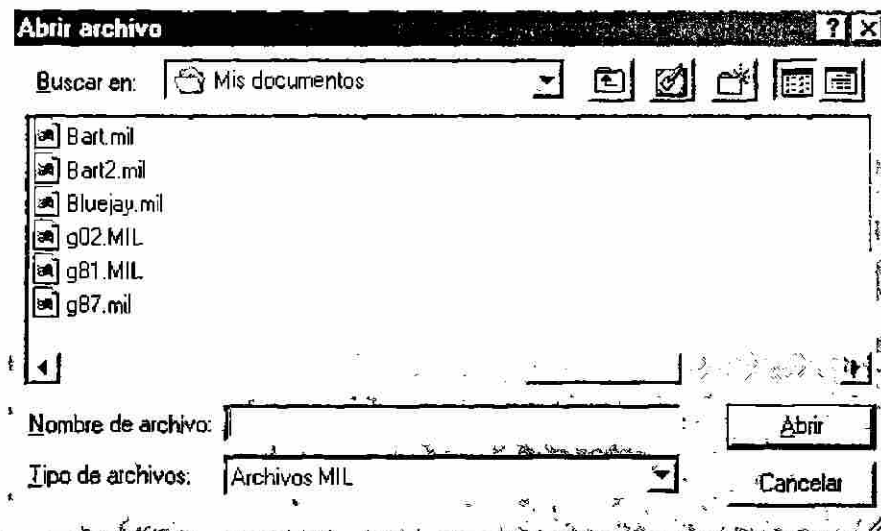 Abrir archivo ? ×
Buscar en: Mis documentos
Bart.mil
Bart2.mil
Bluejay.mil
g02.MIL
g81.MIL
g87.mil
Nombre de archivo: Abrir
Tipo de archivos: Archivos MIL Cancelar